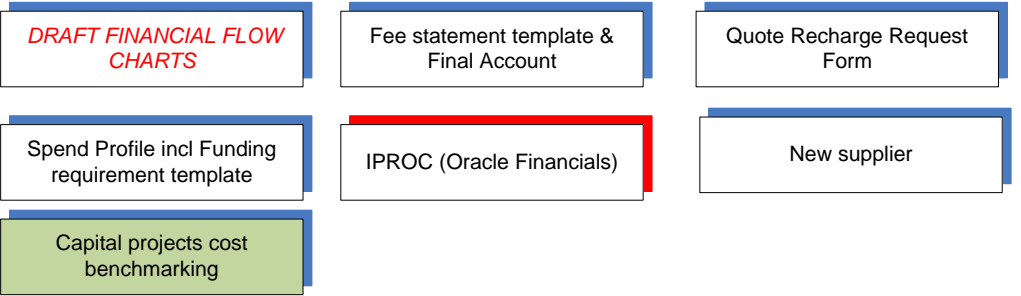 DRAFT FINANCIAL FLOW
CHARTS
Fee statement template &
Final Account
Quote Recharge Request
Form
Spend Profile incl Funding
requirement template
IPROC (Oracle Financials)
New supplier
Capital projects cost
benchmarking